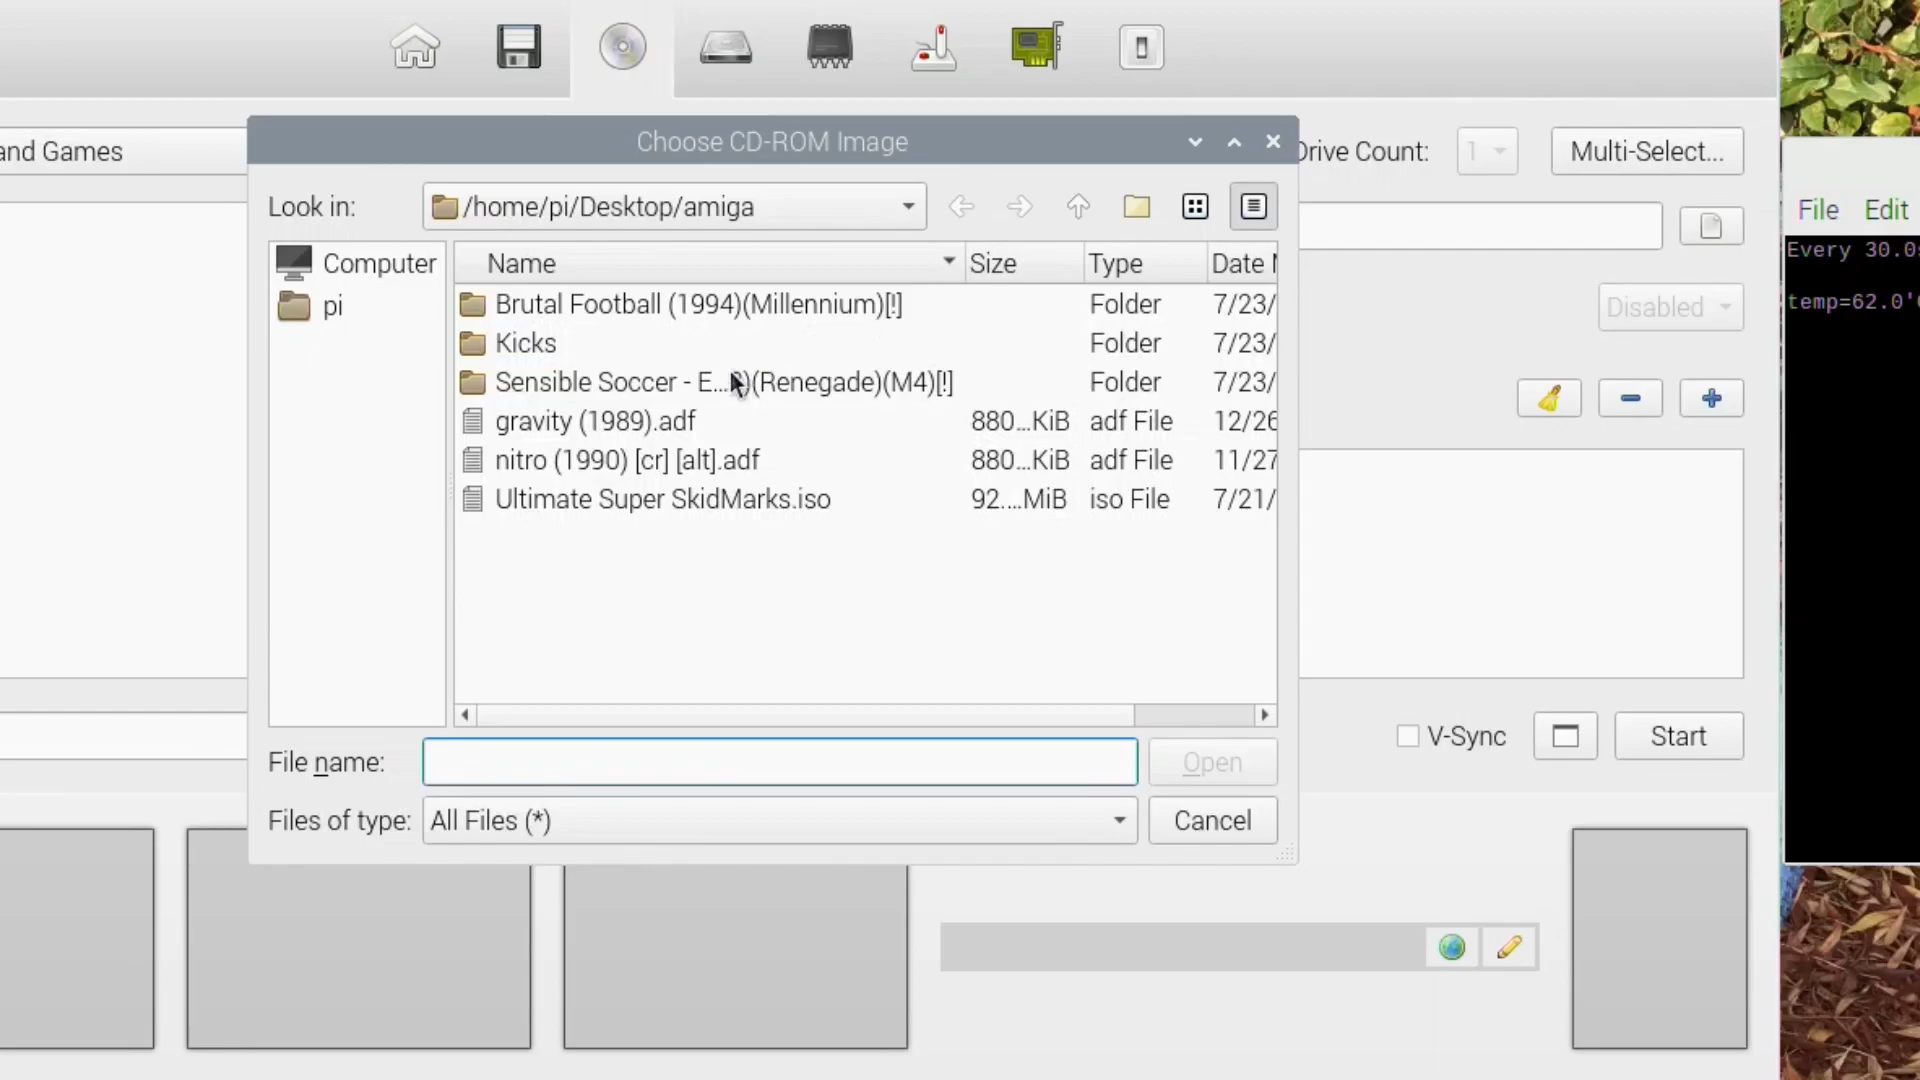 Choose CD-ROM Image
and Games
Drive Count:
1
Multi-Select...
Look in:
/home/pi/Desktop/amiga
File Edit
Computer
pi
Name
Size
Type
Date
Every 30.0
temp=62.0'
Disabled
Brutal Football (1994)(Millennium)[!]
Folder
7/23/
Kicks
Folder
7/23/
Sensible Soccer - E...)(Renegade)(M4)[!]
Folder
7/23/
gravity (1989).adf
880...KiB
adf File
12/26
nitro (1990) [cr] [alt].adf
880...KiB
adf File
11/27
Ultimate Super SkidMarks.iso
92....MiB
iso File
7/21/
V-Sync
Start
File name:
Open
Files of type:
All Files (*)
Cancel